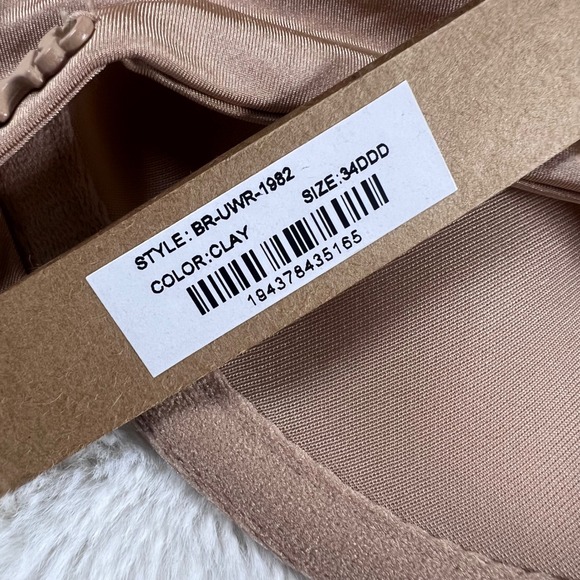 STYLE: BR-UWR-1982
COLOR:CLAY SIZE:34DDD
194378435165